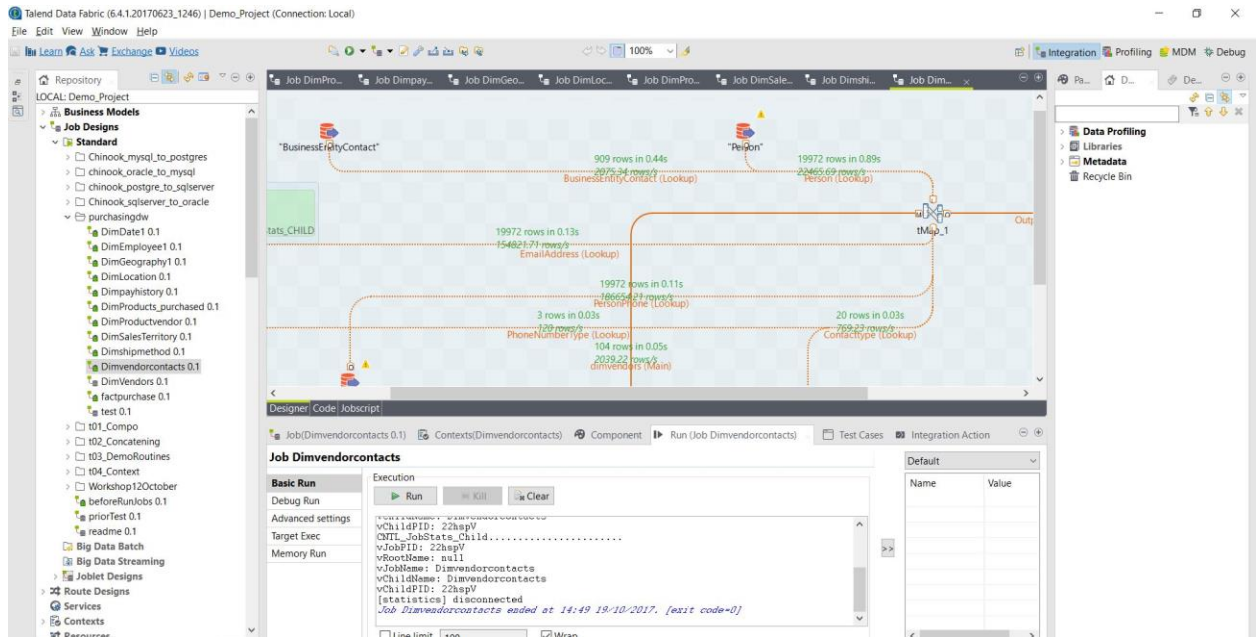 Talend Data Fabric (6.4.1.20170623_1246) | Demo_Project (Connection: Local)
File Edit View Window Help
Learn Ask Exchange Videos
100%
Integration Profiling MDM Debug
Repository
LOCAL: Demo_Project
Business Models
Job Designs
Standard
Chinook_mysql_to_postgres
chinook_oracle_to_mysql
chinook_postgre_to_sqlserver
Chinook_sqlserver_to_oracle
purchasingdw
DimDate1 0.1
DimEmployee1 0.1
DimGeography1 0.1
DimLocation 0.1
Dimpayhistory 0.1
DimProducts_purchased 0.1
DimProductvendor 0.1
DimSalesTerritory 0.1
Dimshipmethod 0.1
Dimvendorcontacts 0.1
DimVendors 0.1
factpurchase 0.1
test 0.1
t01_Compo
t02_Concatening
t03_DemoRoutines
t04_Context
Workshop12October
beforeRunJobs 0.1
priorTest 0.1
readme 0.1
Big Data Batch
Big Data Streaming
Joblet Designs
Route Designs
Services
Contexts
Resources
Job DimPro... Job Dimpay... Job DimGeo... Job DimLoc... Job DimPro... Job DimSale... Job Dimshi... Job Dim...
"BusinessEntityContact"
"Person"
909 rows in 0.44s
2075.34 rows/s
BusinessEntityContact (Lookup)
19972 rows in 0.89s
22465.69 rows/s
Person (Lookup)
tMap_1
tats_CHILD
19972 rows in 0.13s
154821.71 rows/s
EmailAddress (Lookup)
19972 rows in 0.11s
186654.21 rows/s
PersonPhone (Lookup)
3 rows in 0.03s
120 rows/s
PhoneNumberType (Lookup)
20 rows in 0.03s
769.23 rows/s
Contacttype (Lookup)
104 rows in 0.05s
2039.22 rows/s
dimvendors (Main)
Designer Code Jobscript
Job(Dimvendorcontacts 0.1) Contexts(Dimvendorcontacts) Component Run (Job Dimvendorcontacts) Test Cases Integration Action
Job Dimvendorcontacts
Basic Run
Debug Run
Advanced settings
Target Exec
Memory Run
Execution
Run Kill Clear
vChildName: Dimvendorcontacts
vChildPID: 22hspV
CNTL_JobStats_Child.......................
vJobPID: 22hspV
vRootName: null
vJobName: Dimvendorcontacts
vChildName: Dimvendorcontacts
vChildPID: 22hspV
[statistics] disconnected
Job Dimvendorcontacts ended at 14:49 19/10/2017. [exit code=0]
Line limit 100 Wrap
>>
Default
Name Value
Pa... D... De...
Data Profiling
Libraries
Metadata
Recycle Bin